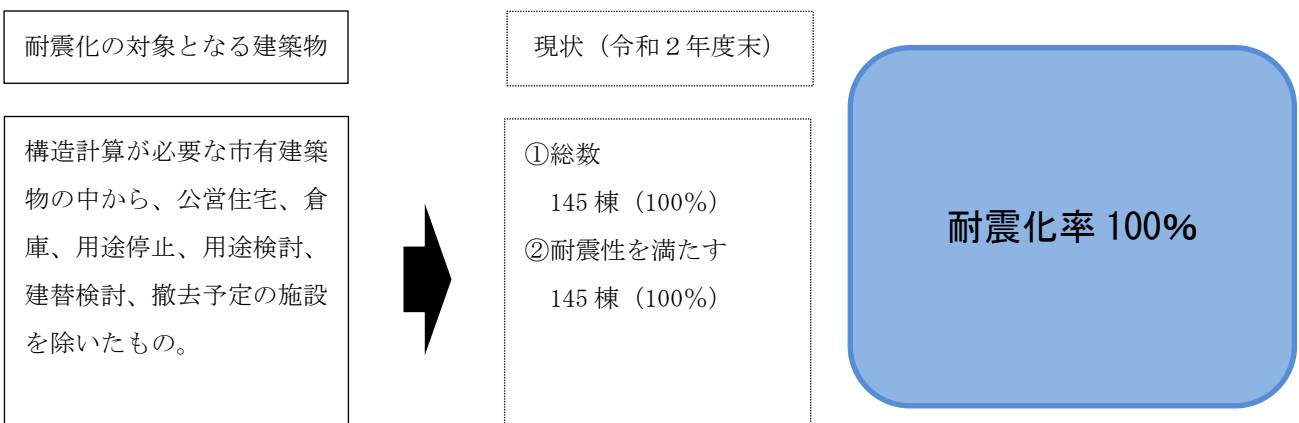 耐震化の対象となる建築物
構造計算が必要な市有建築
物の中から、公営住宅、倉
庫、用途停止、用途検討、
建替検討、撤去予定の施設
を除いたもの。
現状（令和２年度末）
①総数
145 棟（100％）
②耐震性を満たす
145 棟（100％）
耐震化率 100％